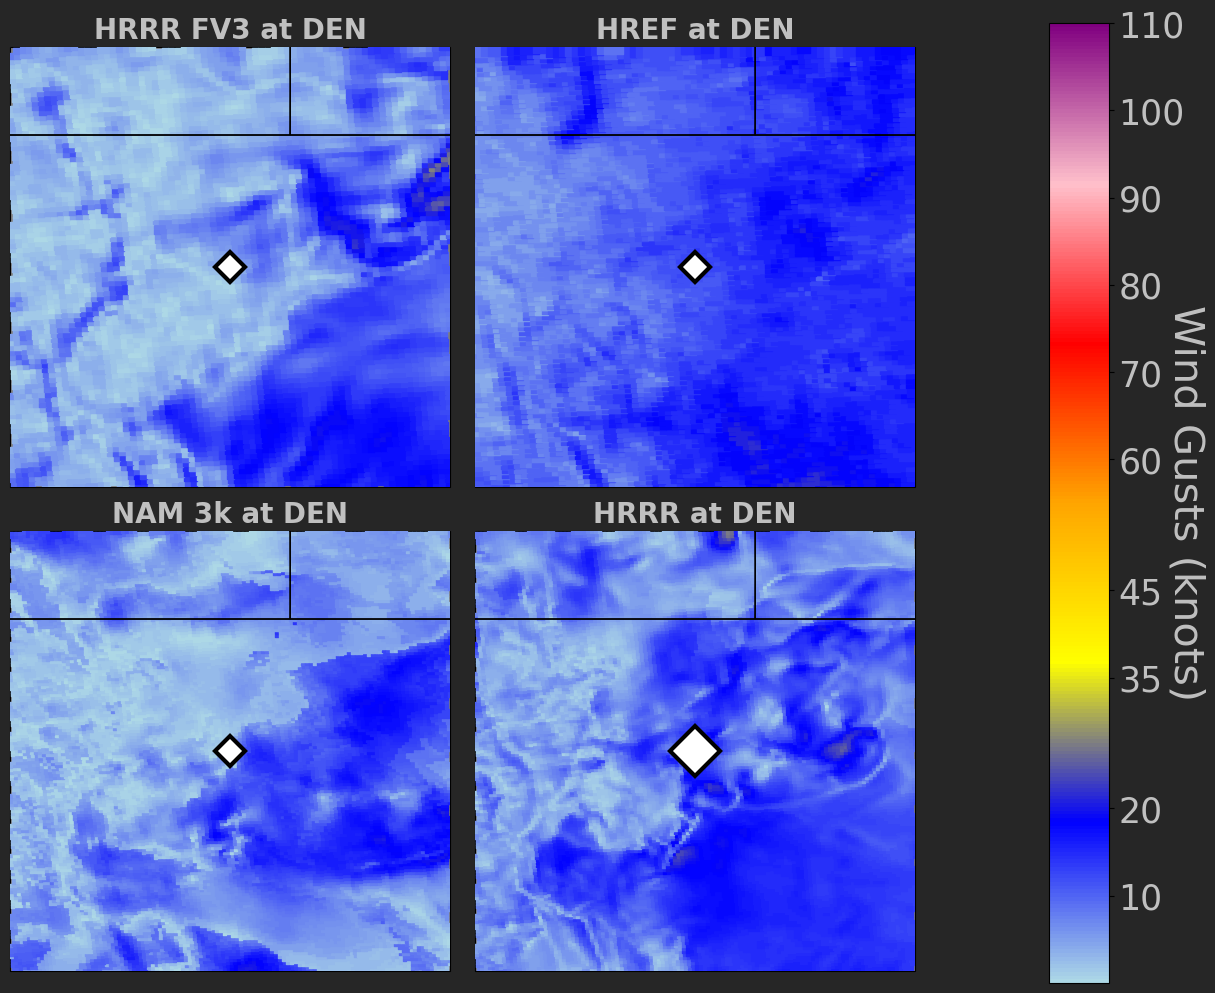 HRRR FV3 at DEN
HREF at DEN
NAM 3k at DEN
HRRR at DEN
110
100
90
80
70
60
45
35
20
10
Wind Gusts (knots)